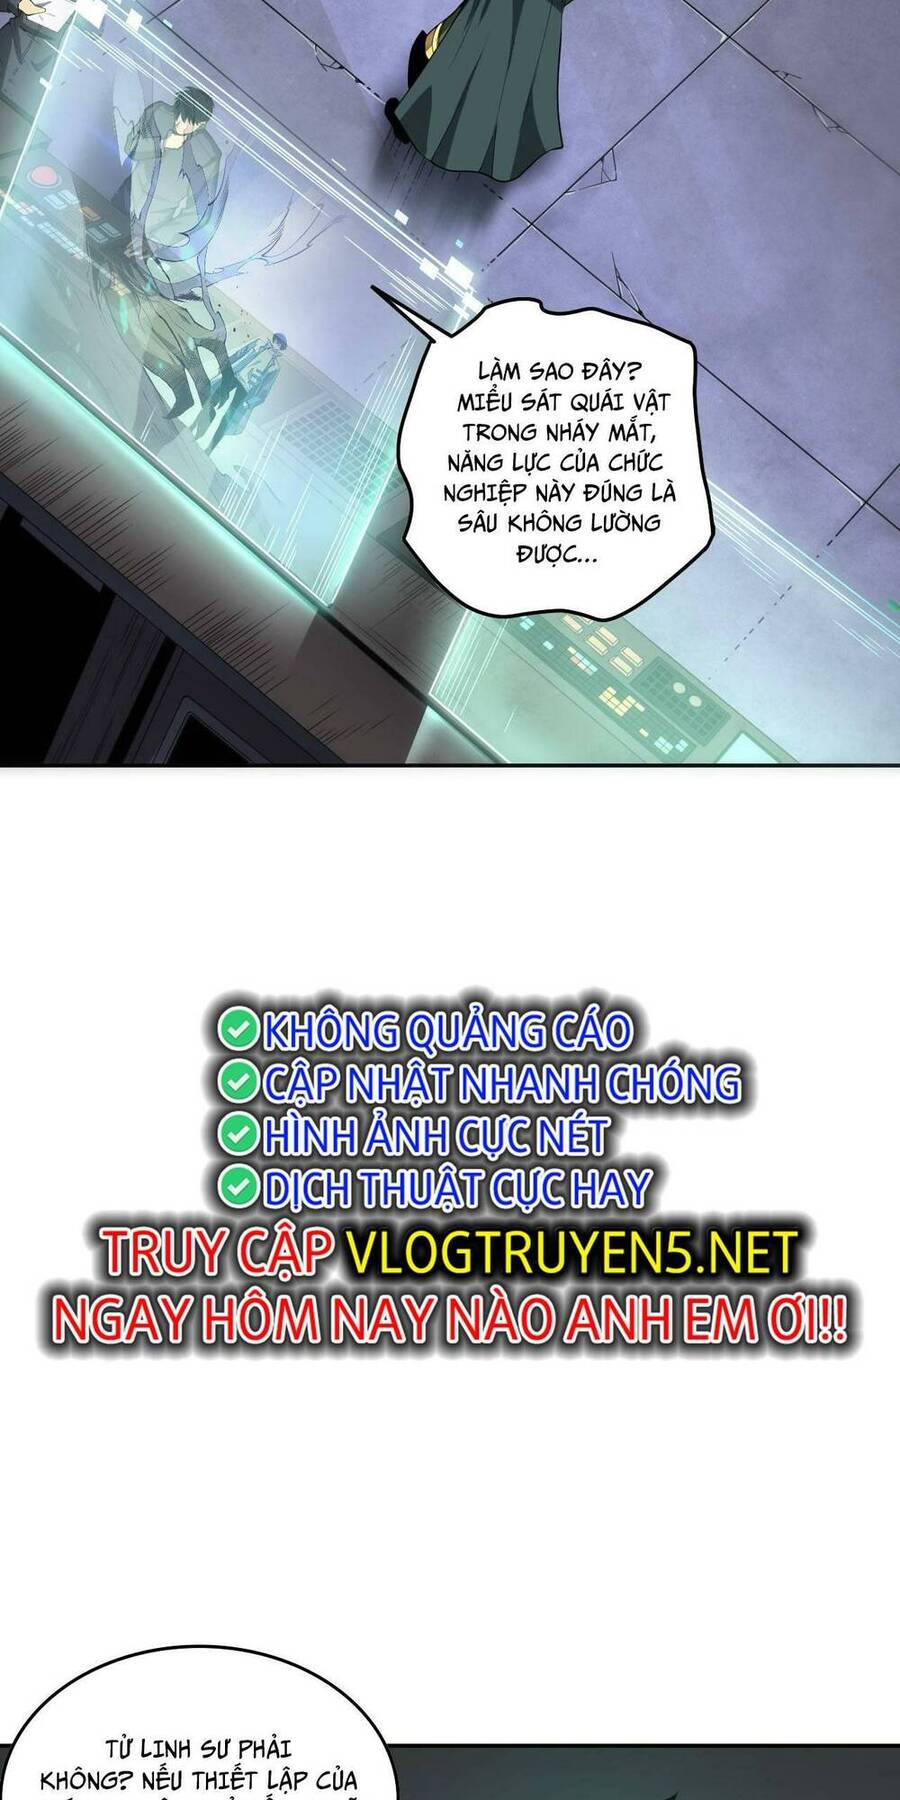 LÀM SAO ĐÂY?
MIỂU SÁT QUÁI VẬT
TRONG NHÁY MẮT,
NĂNG LỰC CỦA CHỨC
NGHIỆP NÀY ĐÚNG LÀ
SÂU KHÔNG LƯỜNG
ĐƯỢC...
KHÔNG QUẢNG CÁO
CẬP NHẬT NHANH CHÓNG
HÌNH ẢNH CỰC NÉT
DỊCH THUẬT CỰC HAY
TRUY CẬP VLOGTRUYEN5.NET
NGAY HÔM NAY NÀO ANH EM ƠI!!
TỬ LINH SƯ PHẢI
KHÔNG? NẾU THIẾT LẬP CỦA